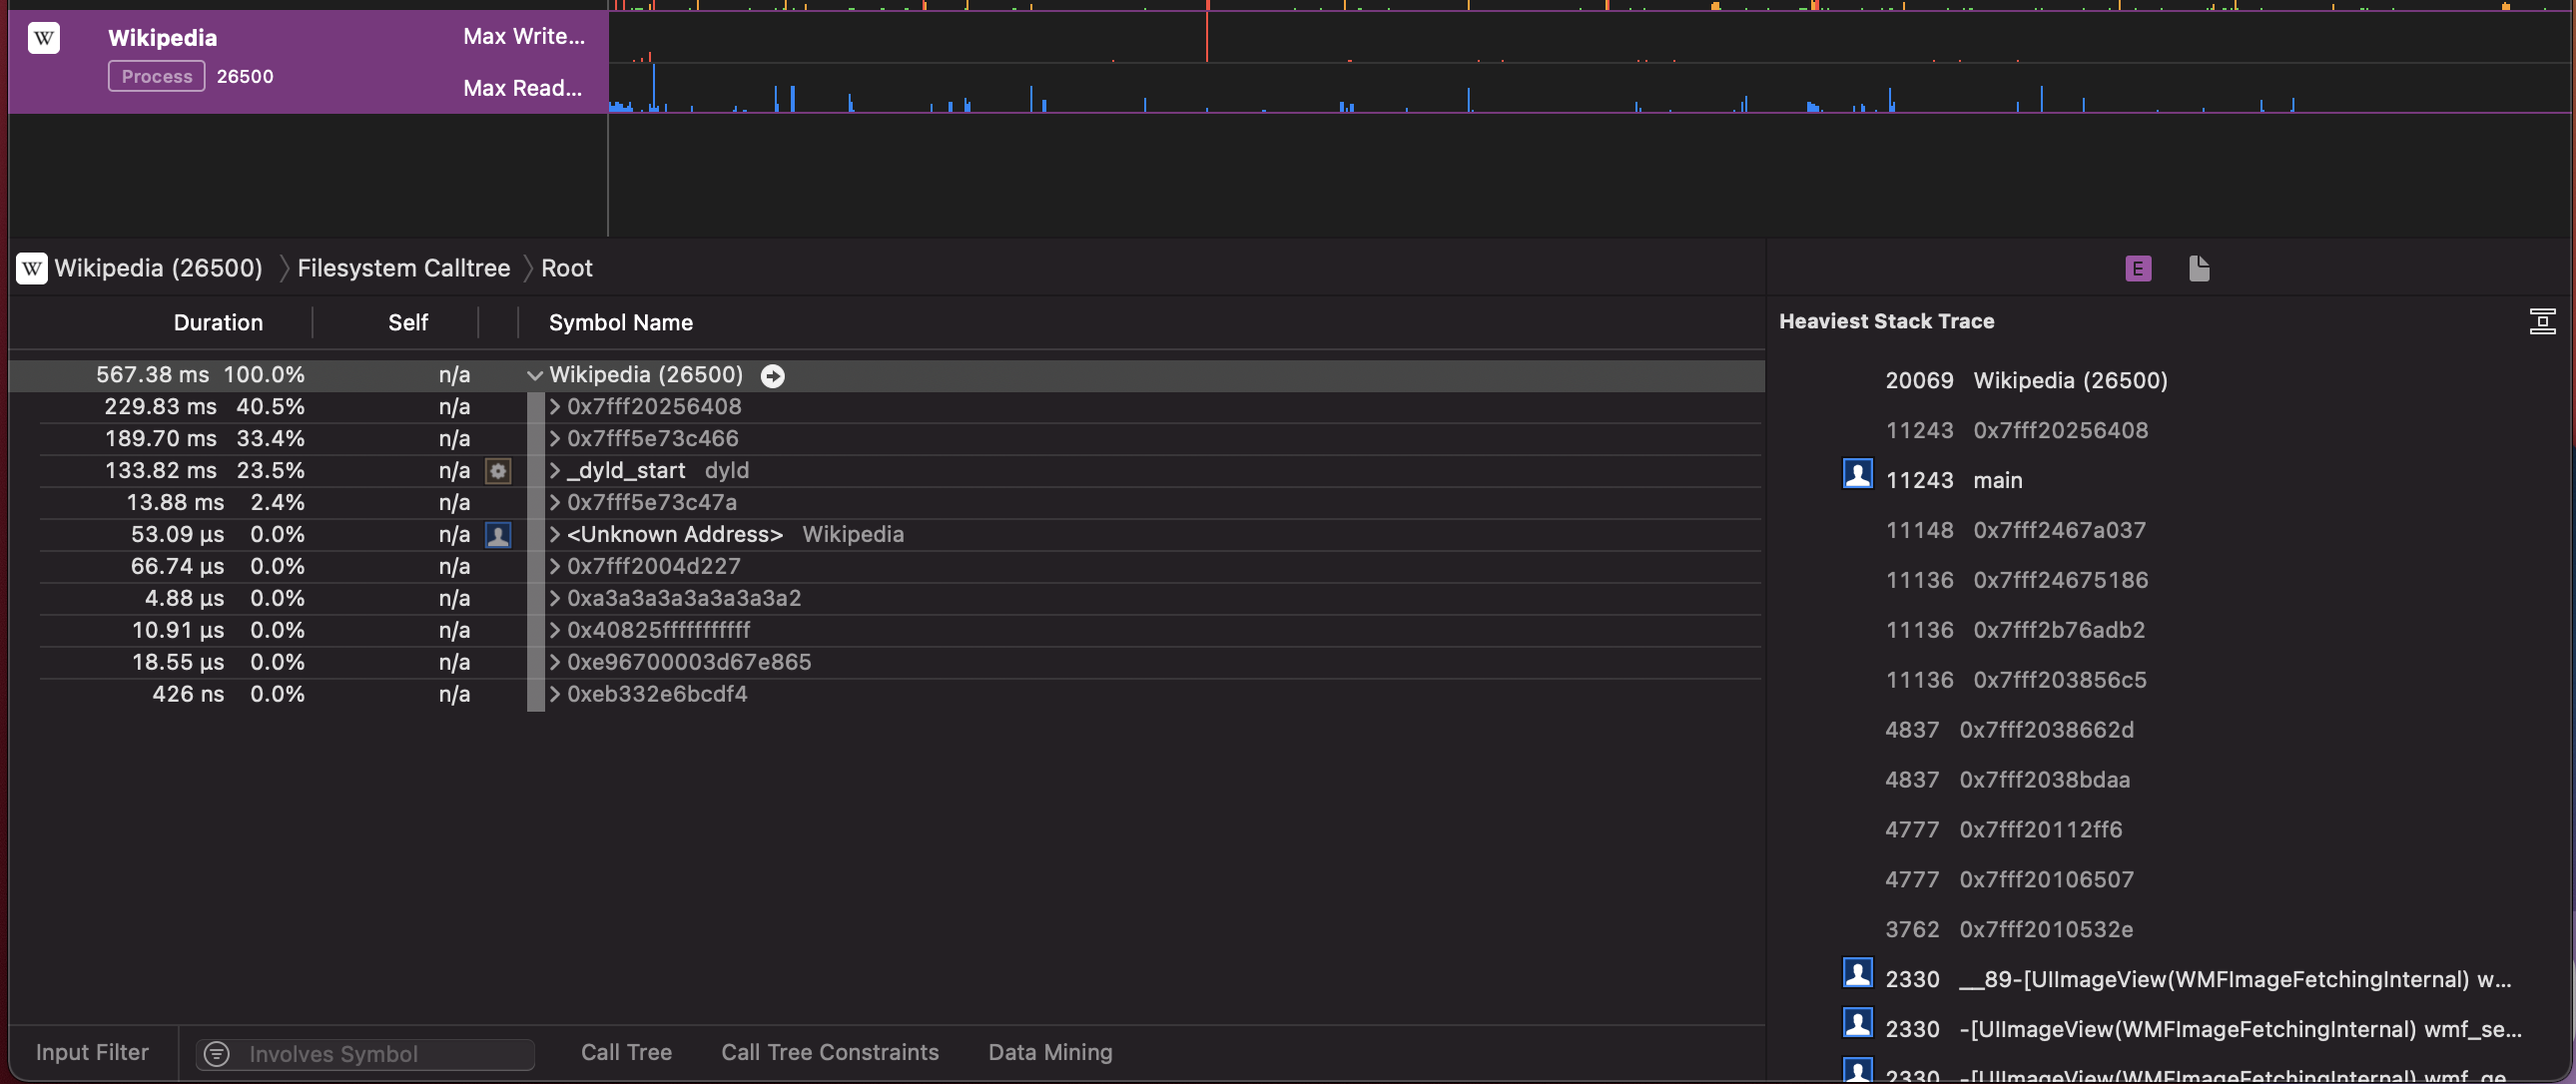 W Wikipedia Max Write...
Process 26500
Max Read...
W Wikipedia (26500) Filesystem Calltree Root
E
Duration Self Symbol Name
Heaviest Stack Trace
567.38 ms 100.0% n/a Wikipedia (26500)
229.83 ms 40.5% n/a 0x7fff20256408
189.70 ms 33.4% n/a 0x7fff5e73c466
133.82 ms 23.5% n/a _dyld_start dyld
13.88 ms 2.4% n/a 0x7fff5e73c47a
53.09 µs 0.0% n/a <Unknown Address> Wikipedia
66.74 µs 0.0% n/a 0x7fff2004d227
4.88 µs 0.0% n/a 0xa3a3a3a3a3a3a3a2
10.91 µs 0.0% n/a 0x40825fffffffffff
18.55 µs 0.0% n/a 0xe96700003d67e865
426 ns 0.0% n/a 0xeb332e6bcdf4
20069 Wikipedia (26500)
11243 0x7fff20256408
11243 main
11148 0x7fff2467a037
11136 0x7fff24675186
11136 0x7fff2b76adb2
11136 0x7fff203856c5
4837 0x7fff2038662d
4837 0x7fff2038bdaa
4777 0x7fff20112ff6
4777 0x7fff20106507
3762 0x7fff2010532e
2330 __89-[UIImageView(WMFImageFetchingInternal) w...
2330 -[UIImageView(WMFImageFetchingInternal) wmf_se...
2330 -[UIImageView(WMFImageFetchingInternal) wmf_ge...
Input Filter Involves Symbol Call Tree Call Tree Constraints Data Mining